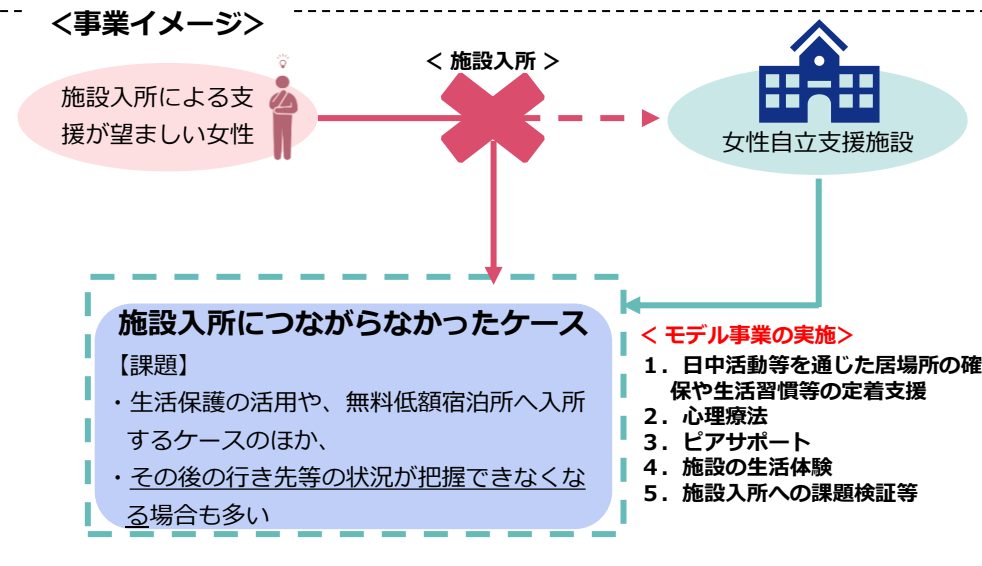 ＜事業イメージ＞
＜ 施設入所 ＞
施設入所による支
援が望ましい女性
女性自立支援施設
施設入所につながらなかったケース
【課題】
・生活保護の活用や、無料低額宿泊所へ入所
するケースのほか、
・その後の行き先等の状況が把握できなくな
る場合も多い
＜ モデル事業の実施＞
１．日中活動等を通じた居場所の確
保や生活習慣等の定着支援
２．心理療法
３．ピアサポート
４．施設の生活体験
５．施設入所への課題検証等